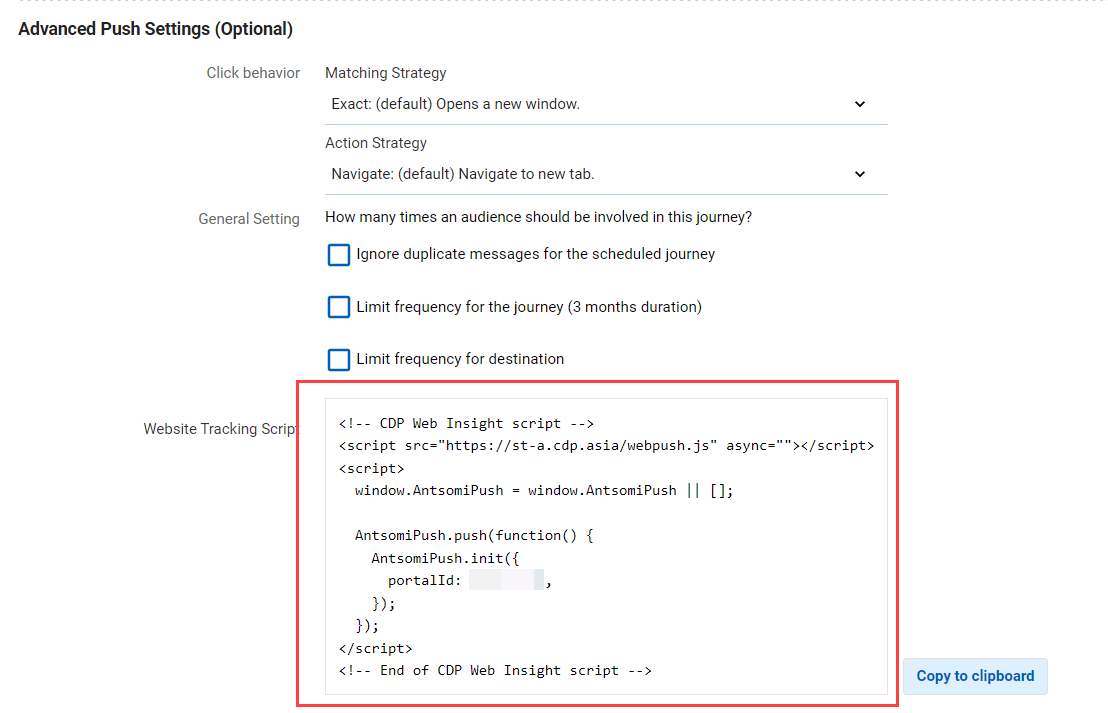 Advanced Push Settings (Optional)
Click behavior
Matching Strategy
Exact: (default) Opens a new window.
Action Strategy
Navigate: (default) Navigate to new tab.
General Setting
How many times an audience should be involved in this journey?
Ignore duplicate messages for the scheduled journey
Limit frequency for the journey (3 months duration)
Limit frequency for destination
Website Tracking Script
<!-- CDP Web Insight script -->
<script src="https://st-a.cdp.asia/webpush.js" async=""></script>
<script>
  window.AntsomiPush = window.AntsomiPush || [];

  AntsomiPush.push(function() {
    AntsomiPush.init({
      portalId: ,
    });
  });
</script>
<!-- End of CDP Web Insight script -->
Copy to clipboard